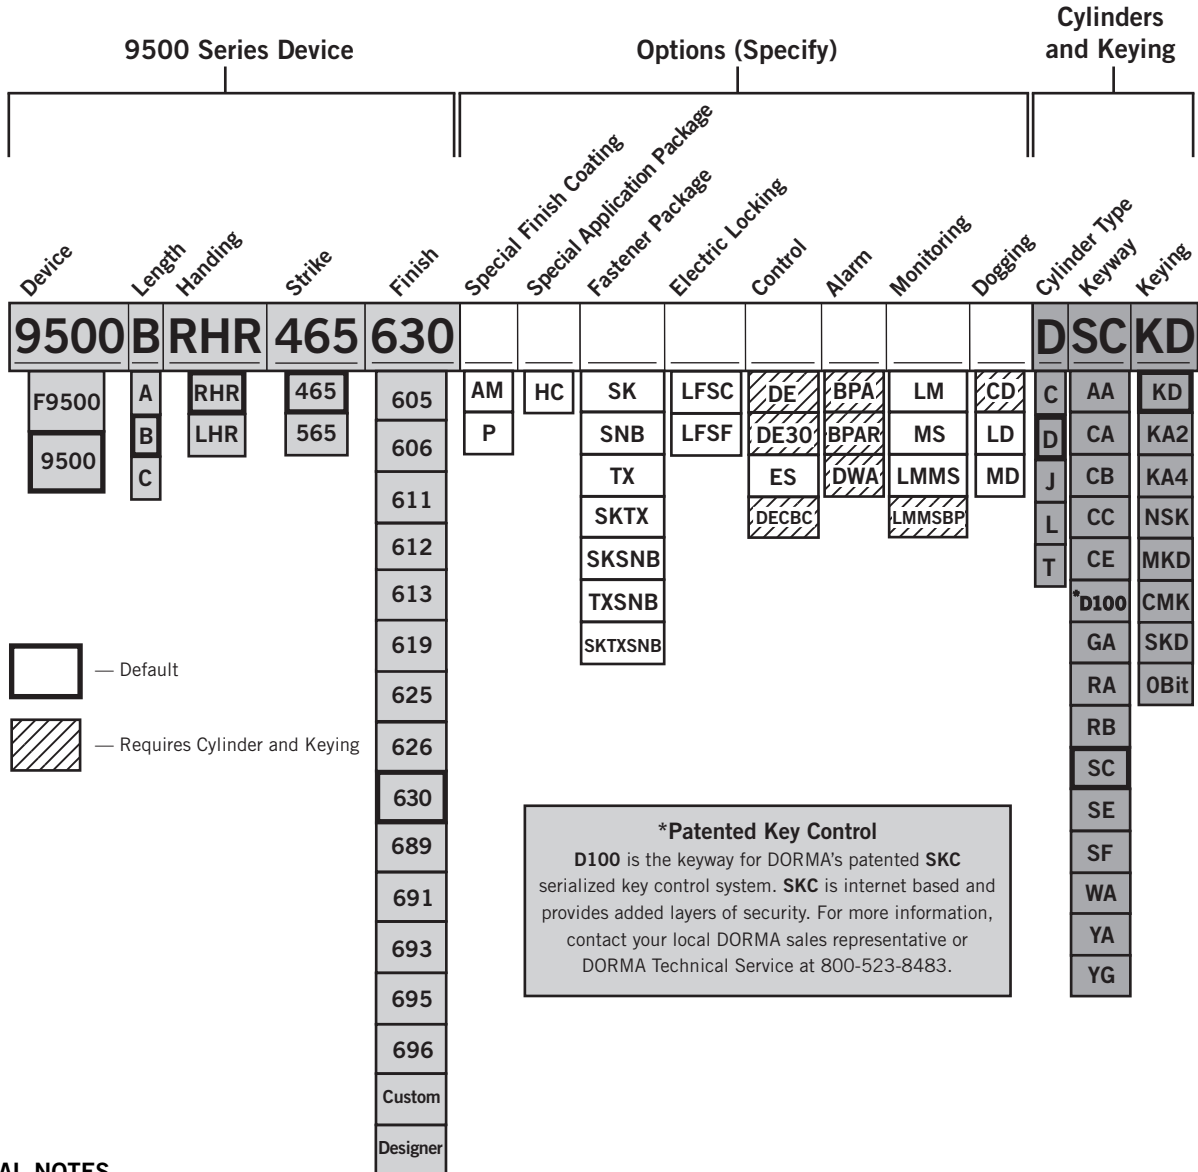 9500 Series Device
Options (Specify)
Cylinders
and Keying
Device
Length
Handing
Strike
Finish
Special Finish Coating
Special Application Package
Fastener Package
Electric Locking
Control
Alarm
Monitoring
Dogging
Cylinder Type
Keyway
Keying
9500 B RHR 465 630 D SC KD
F9500
9500
A
B
C
RHR
LHR
465
565
605
606
611
612
613
619
625
626
630
689
691
693
695
696
Custom
Designer
AM
P
HC
SK
SNB
TX
SKTX
SKSNB
TXSNB
SKTXSNB
LFSC
LFSF
DE
DE30
ES
DECBC
BPA
BPAR
DWA
LM
MS
LMMS
LMMSBP
CD
LD
MD
C
D
J
L
T
AA
CA
CB
CC
CE
*D100
GA
RA
RB
SC
SE
SF
WA
YA
YG
KD
KA2
KA4
NSK
MKD
CMK
SKD
0Bit
— Default
— Requires Cylinder and Keying
*Patented Key Control
D100 is the keyway for DORMA's patented SKC
serialized key control system. SKC is internet based and
provides added layers of security. For more information,
contact your local DORMA sales representative or
DORMA Technical Service at 800-523-8483.
AL NOTES